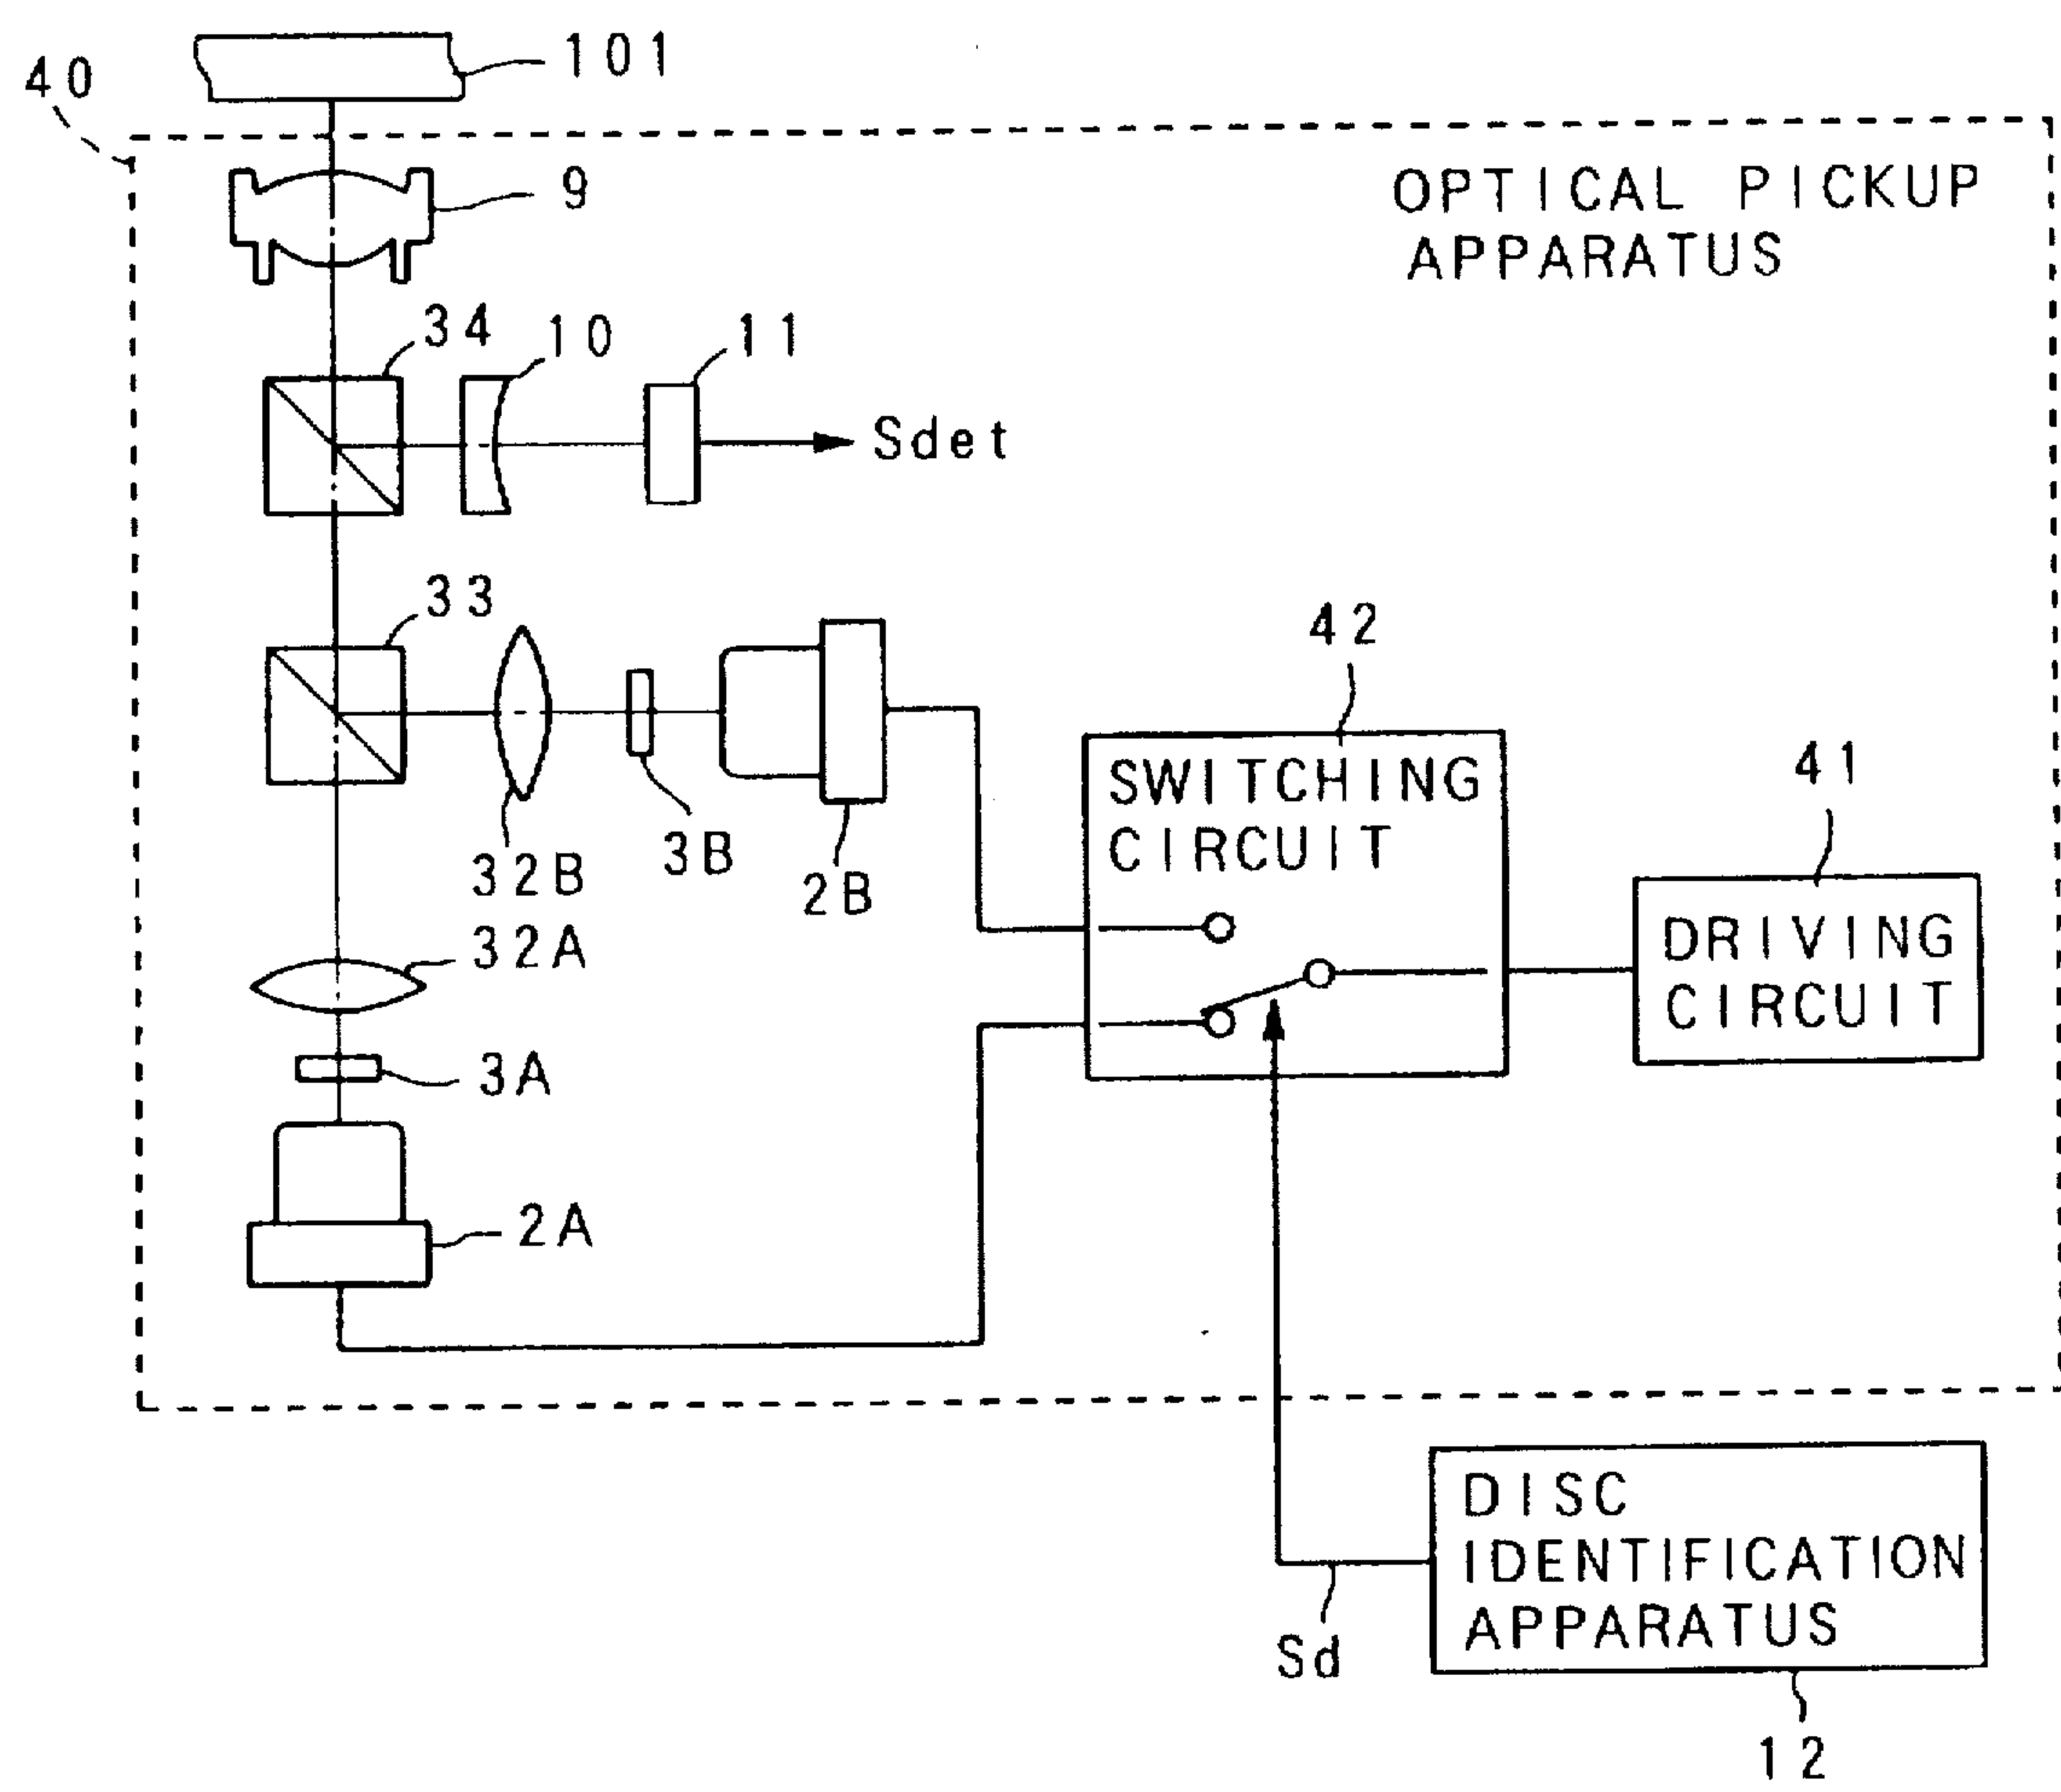 101
40
9
OPTICAL PICKUP
APPARATUS
34
10
11
Sdet
33
42
SWITCHING
CIRCUIT
41
3B
32B
2B
DRIVING
CIRCUIT
32A
3A
2A
DISC
IDENTIFICATION
APPARATUS
Sd
12